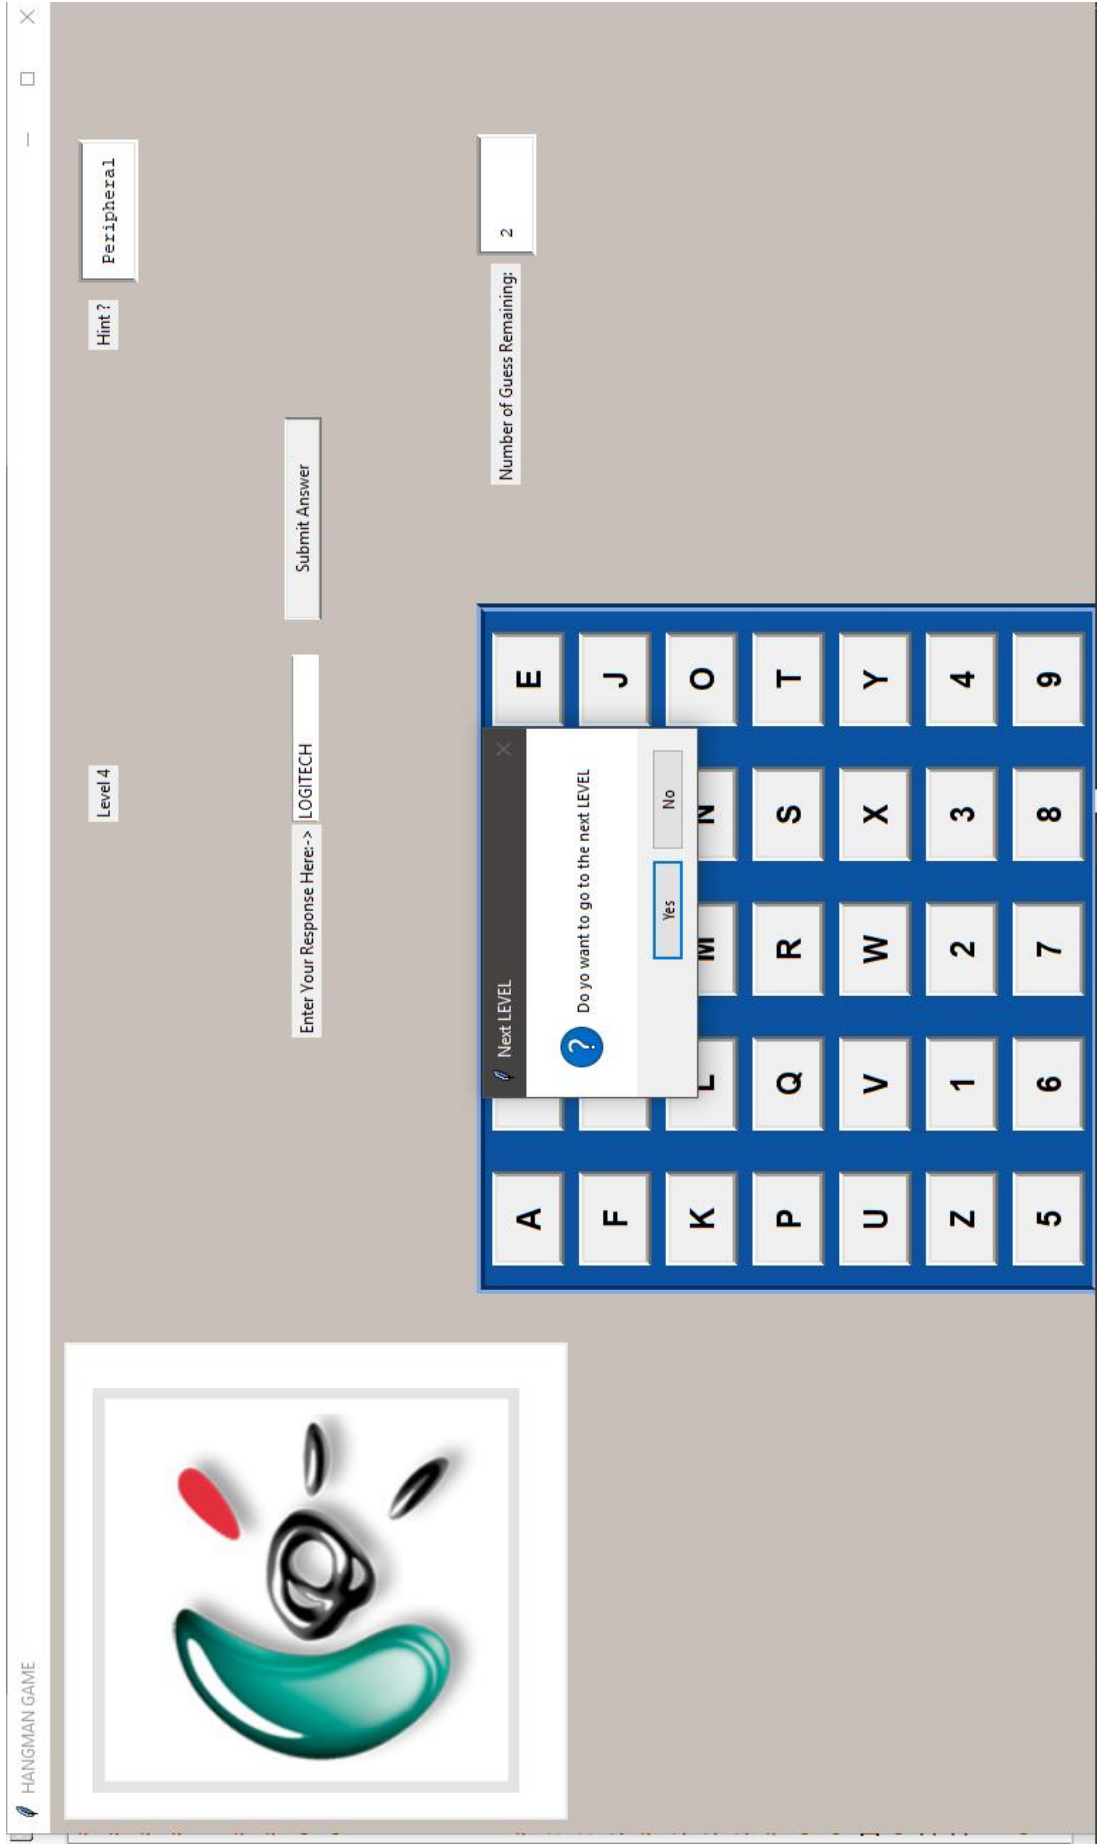 HANGMAN GAME
Level 4
Hint ?
Peripheral
Enter Your Response Here:->
LOGITECH
Submit Answer
Number of Guess Remaining:
2
Next LEVEL
Do yo want to go to the next LEVEL
Yes
No
A E
F J
K L M N O
P Q R S T
U V W X Y
Z 1 2 3 4
5 6 7 8 9